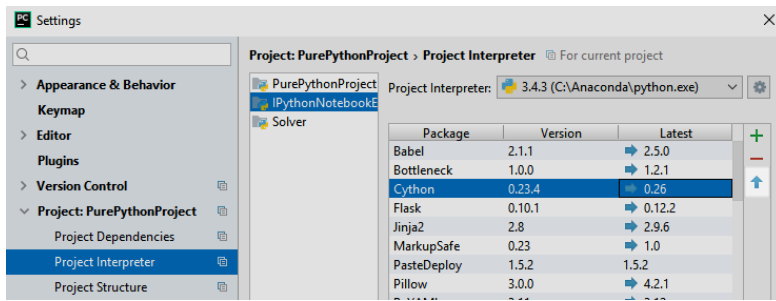 PC Settings
Project: PurePythonProject › Project Interpreter For current project
Appearance & Behavior
Keymap
Editor
Plugins
Version Control
Project: PurePythonProject
Project Dependencies
Project Interpreter
Project Structure
PurePythonProject
IPythonNotebookE
Solver
Project Interpreter: 3.4.3 (C:\Anaconda\python.exe)
Package Version Latest
Babel 2.1.1 2.5.0
Bottleneck 1.0.0 1.2.1
Cython 0.23.4 0.26
Flask 0.10.1 0.12.2
Jinja2 2.8 2.9.6
MarkupSafe 0.23 1.0
PasteDeploy 1.5.2 1.5.2
Pillow 3.0.0 4.2.1